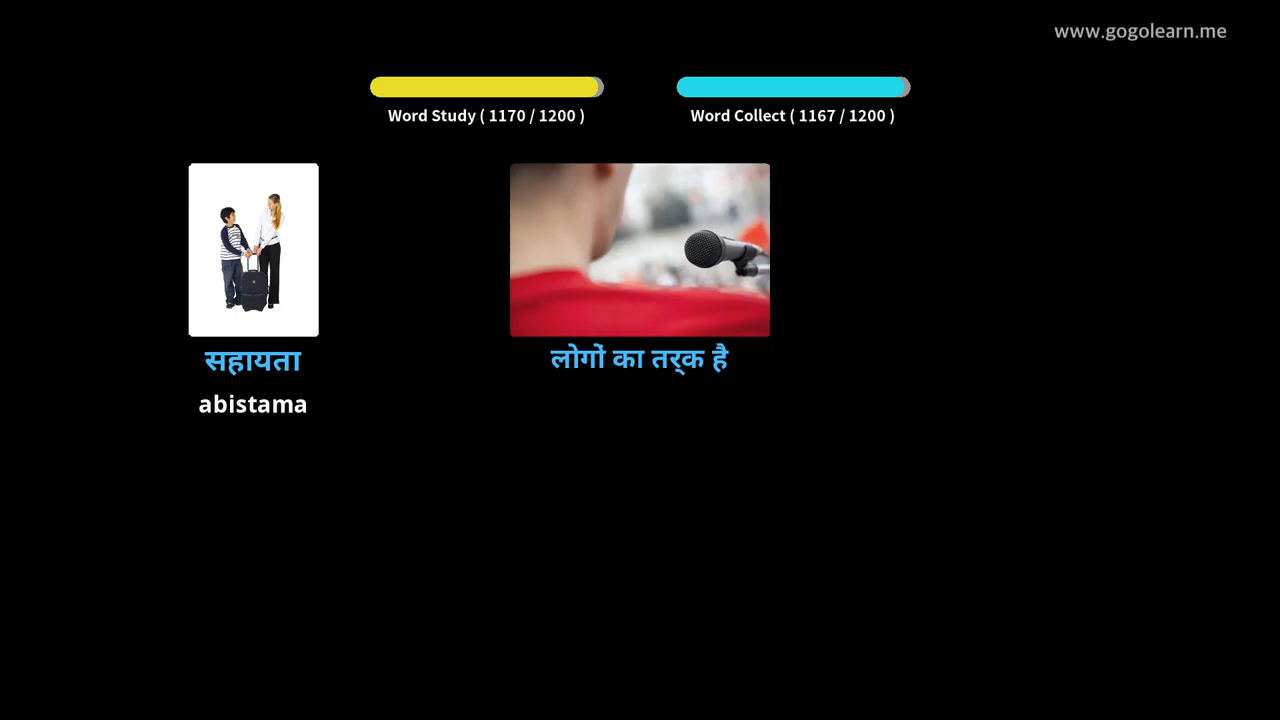 www.gogolearn.me
Word Study ( 1170 / 1200 )
Word Collect ( 1167 / 1200 )
सहायता
abistama
लोगों का तर्क है